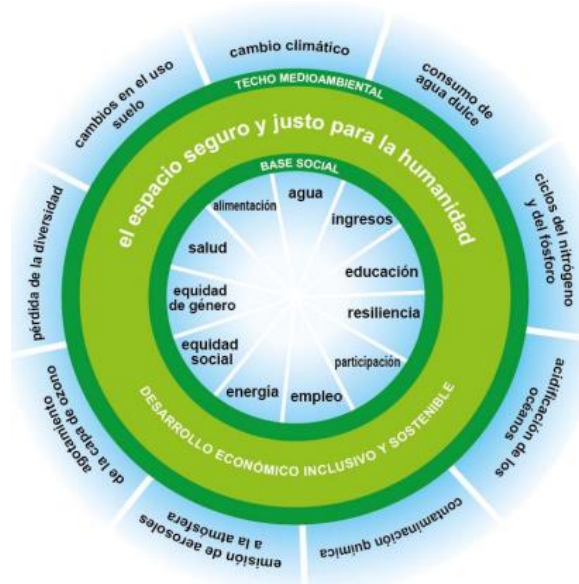 cambio climático
consumo de
agua dulce
ciclos del nitrógeno
y del fósforo
acidificación de los
océanos
contaminación química
emisión de aerosoles
a la atmósfera
agotamiento
de la capa de ozono
pérdida de la diversidad
cambios en el uso
suelo
TECHO MEDIOAMBIENTAL
el espacio seguro y justo para la humanidad
BASE SOCIAL
agua
ingresos
educación
resiliencia
participación
empleo
energía
equidad
social
equidad
de género
salud
alimentación
DESARROLLO ECONÓMICO INCLUSIVO Y SOSTENIBLE